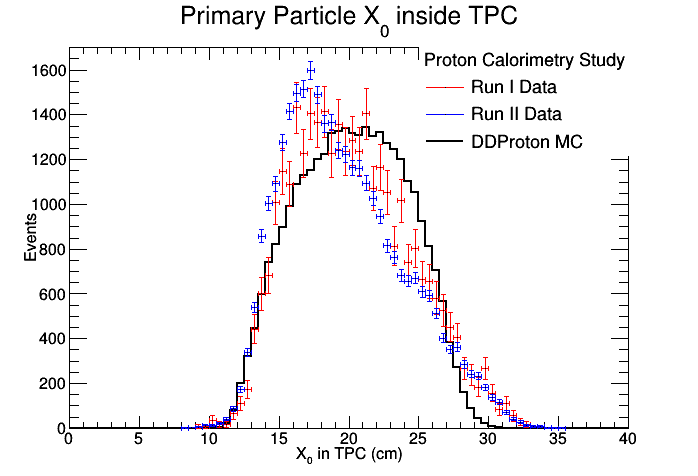 Primary Particle X0 inside TPC
Proton Calorimetry Study
Run I Data
Run II Data
DDProton MC
Events
1600
1400
1200
1000
800
600
400
200
0
0 5 10 15 20 25 30 35 40
X0 in TPC (cm)